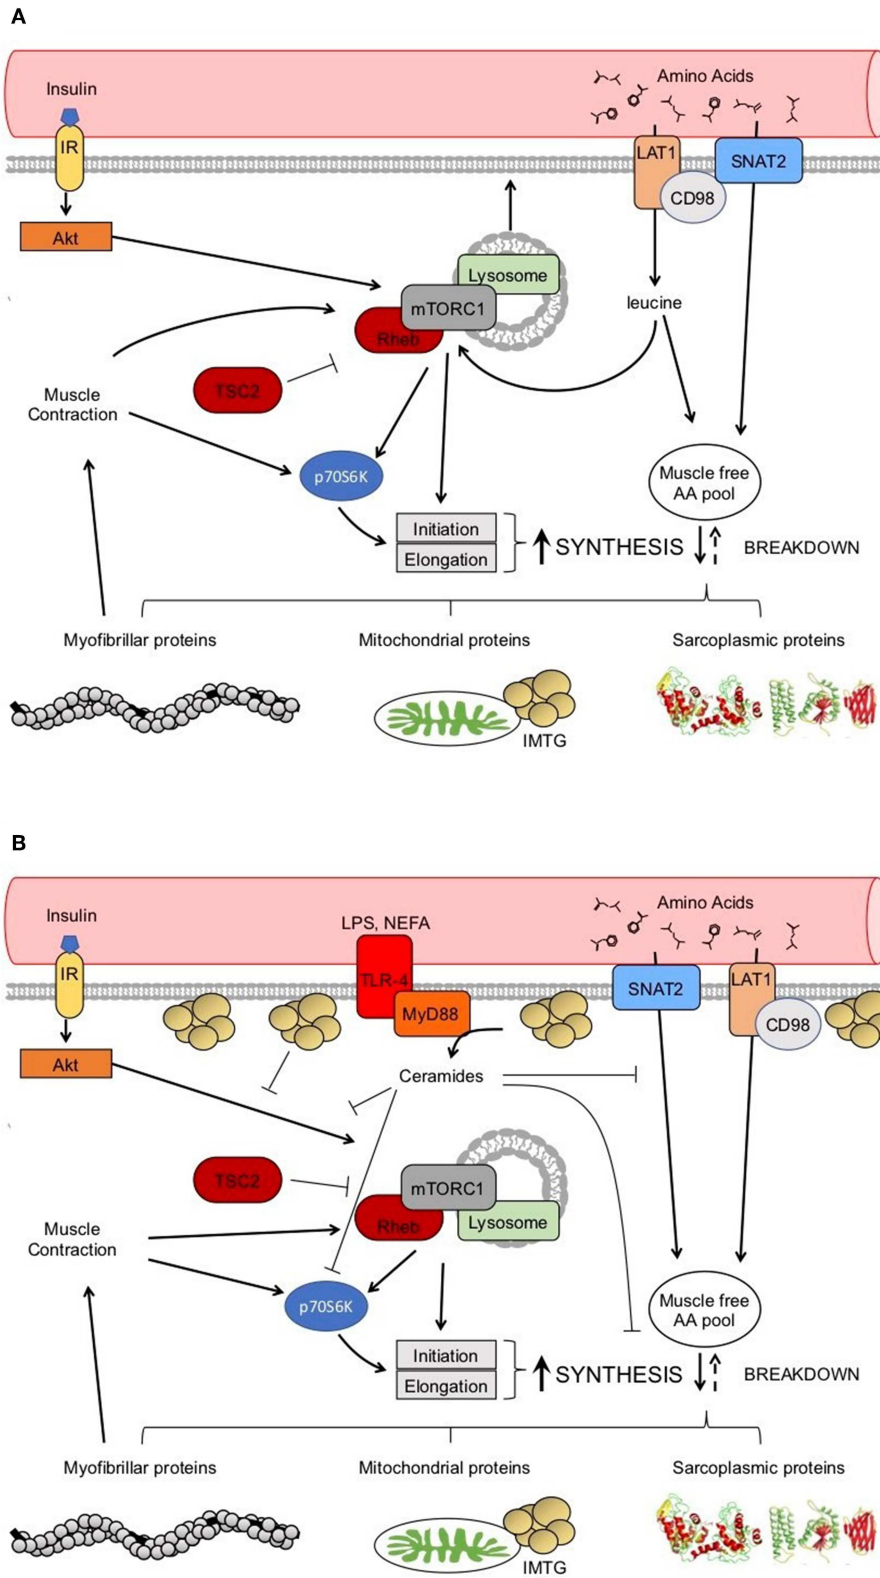 A
Insulin
Amino Acids
IR
LAT1
SNAT2
CD98
Akt
Lysosome
mTORC1
leucine
Rheb
TSC2
Muscle
Contraction
p70S6K
Muscle free
AA pool
Initiation
Elongation
SYNTHESIS
BREAKDOWN
Myofibrillar proteins
Mitochondrial proteins
Sarcoplasmic proteins
IMTG
B
Insulin
LPS, NEFA
Amino Acids
IR
TLR-4
SNAT2
LAT1
MyD88
CD98
Akt
Ceramides
TSC2
mTORC1
Rheb
Lysosome
Muscle
Contraction
p70S6K
Muscle free
AA pool
Initiation
Elongation
SYNTHESIS
BREAKDOWN
Myofibrillar proteins
Mitochondrial proteins
Sarcoplasmic proteins
IMTG